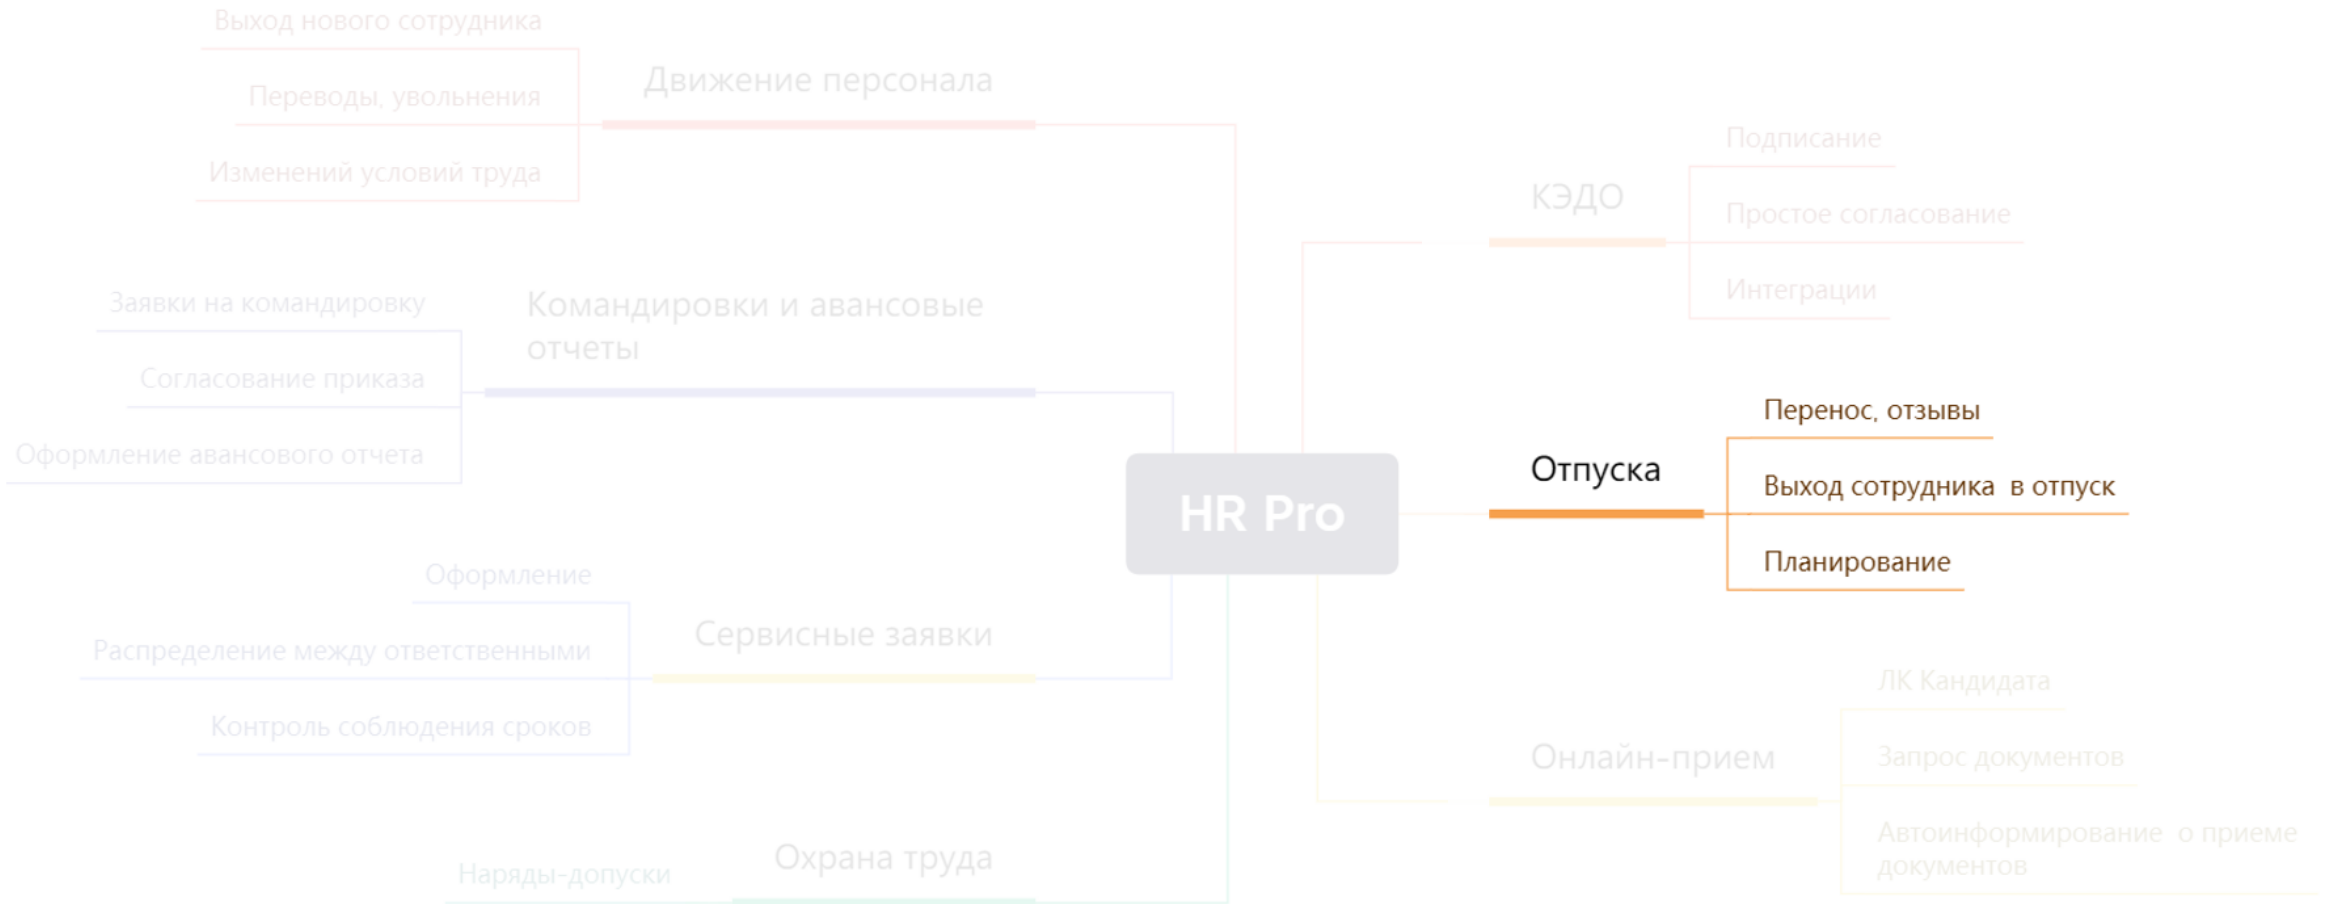 Выход нового сотрудника
Переводы, увольнения
Изменений условий труда
Движение персонала
Заявки на командировку
Согласование приказа
Оформление авансового отчета
Командировки и авансовые
отчеты
Оформление
Распределение между ответственными
Контроль соблюдения сроков
Сервисные заявки
Наряды-допуски
Охрана труда
HR Pro
КЭДО
Подписание
Простое согласование
Интеграции
Отпуска
Перенос, отзывы
Выход сотрудника в отпуск
Планирование
Онлайн-прием
ЛК Кандидата
Запрос документов
Автоинформирование о приеме
документов